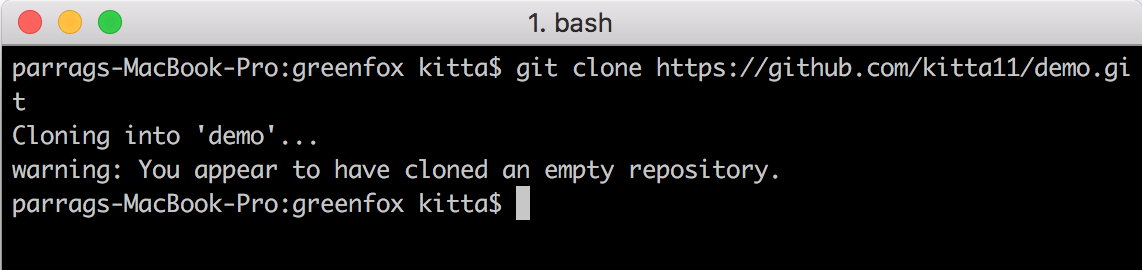 1. bash
parrags-MacBook-Pro:greenfox kitta$ git clone https://github.com/kitta11/demo.gi
t
Cloning into 'demo'...
warning: You appear to have cloned an empty repository.
parrags-MacBook-Pro:greenfox kitta$